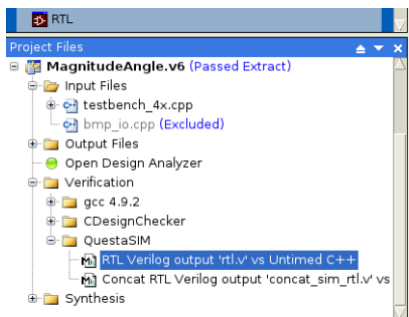 RTL
Project Files
MagnitudeAngle.v6 (Passed Extract)
Input Files
testbench_4x.cpp
bmp_io.cpp (Excluded)
Output Files
Open Design Analyzer
Verification
gcc 4.9.2
CDesignChecker
QuestaSIM
RTL Verilog output 'rtl.v' vs Untimed C++
Concat RTL Verilog output 'concat_sim_rtl.v' vs
Synthesis